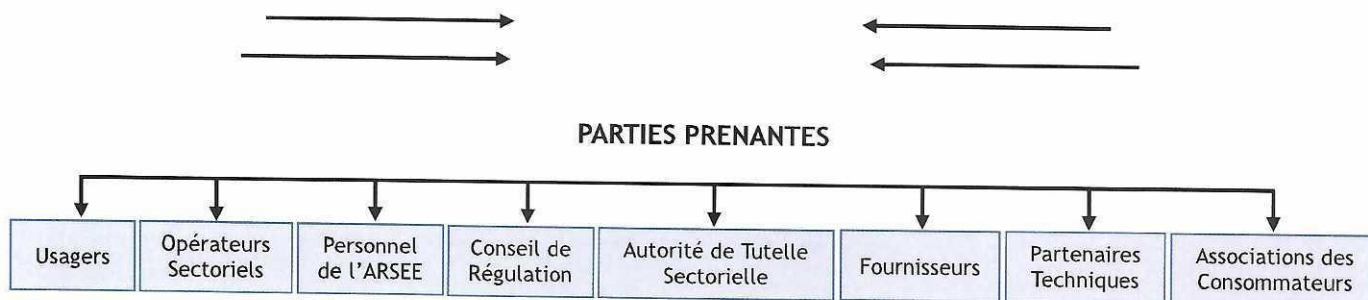 PARTIES PRENANTES
Usagers
Opérateurs
Sectoriels
Personnel
de l'ARSEE
Conseil de
Régulation
Autorité de Tutelle
Sectorielle
Fournisseurs
Partenaires
Techniques
Associations des
Consommateurs